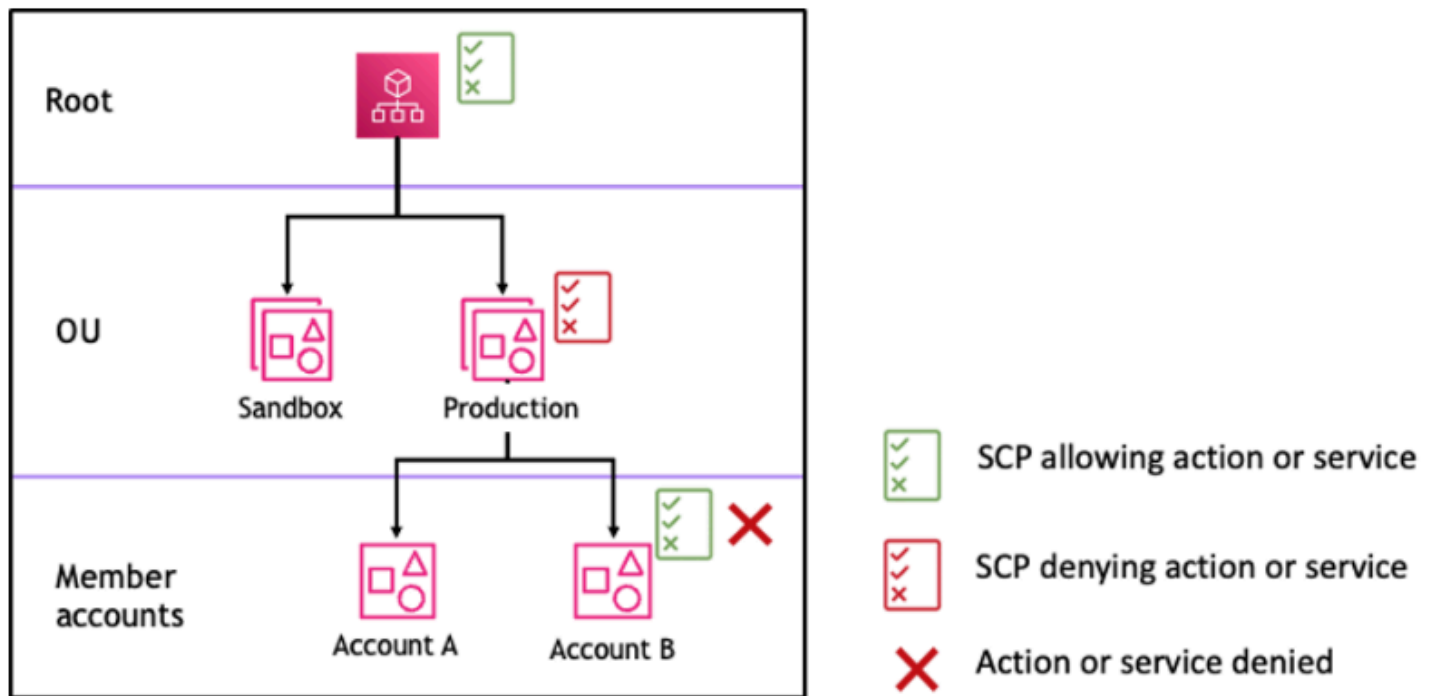 Root
OU
Sandbox
Production
Member
accounts
Account A
Account B
SCP allowing action or service
SCP denying action or service
Action or service denied